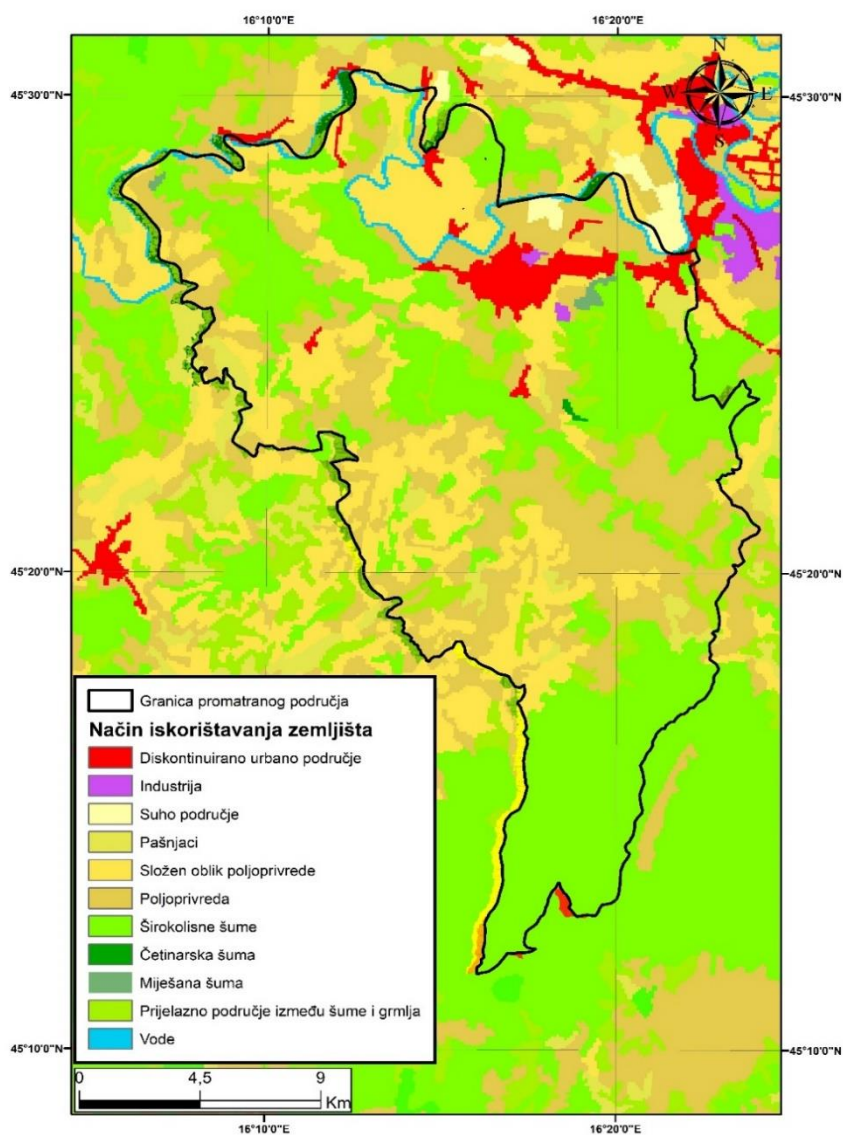 16°10'0"E
16°20'0"E
N
45°30'0"N
W
E
45°30'0"N
S
45°20'0"N
45°20'0"N
Granica promatranog područja
Način iskorištavanja zemljišta
Diskontinuirano urbano područje
Industrija
Suho područje
Pašnjaci
Složen oblik poljoprivrede
Poljoprivreda
Širokolisne šume
Četinarska šuma
Miješana šuma
Prijelazno područje između šume i grmlja
Vode
45°10'0"N
45°10'0"N
0
4,5
9
Km
16°10'0"E
16°20'0"E